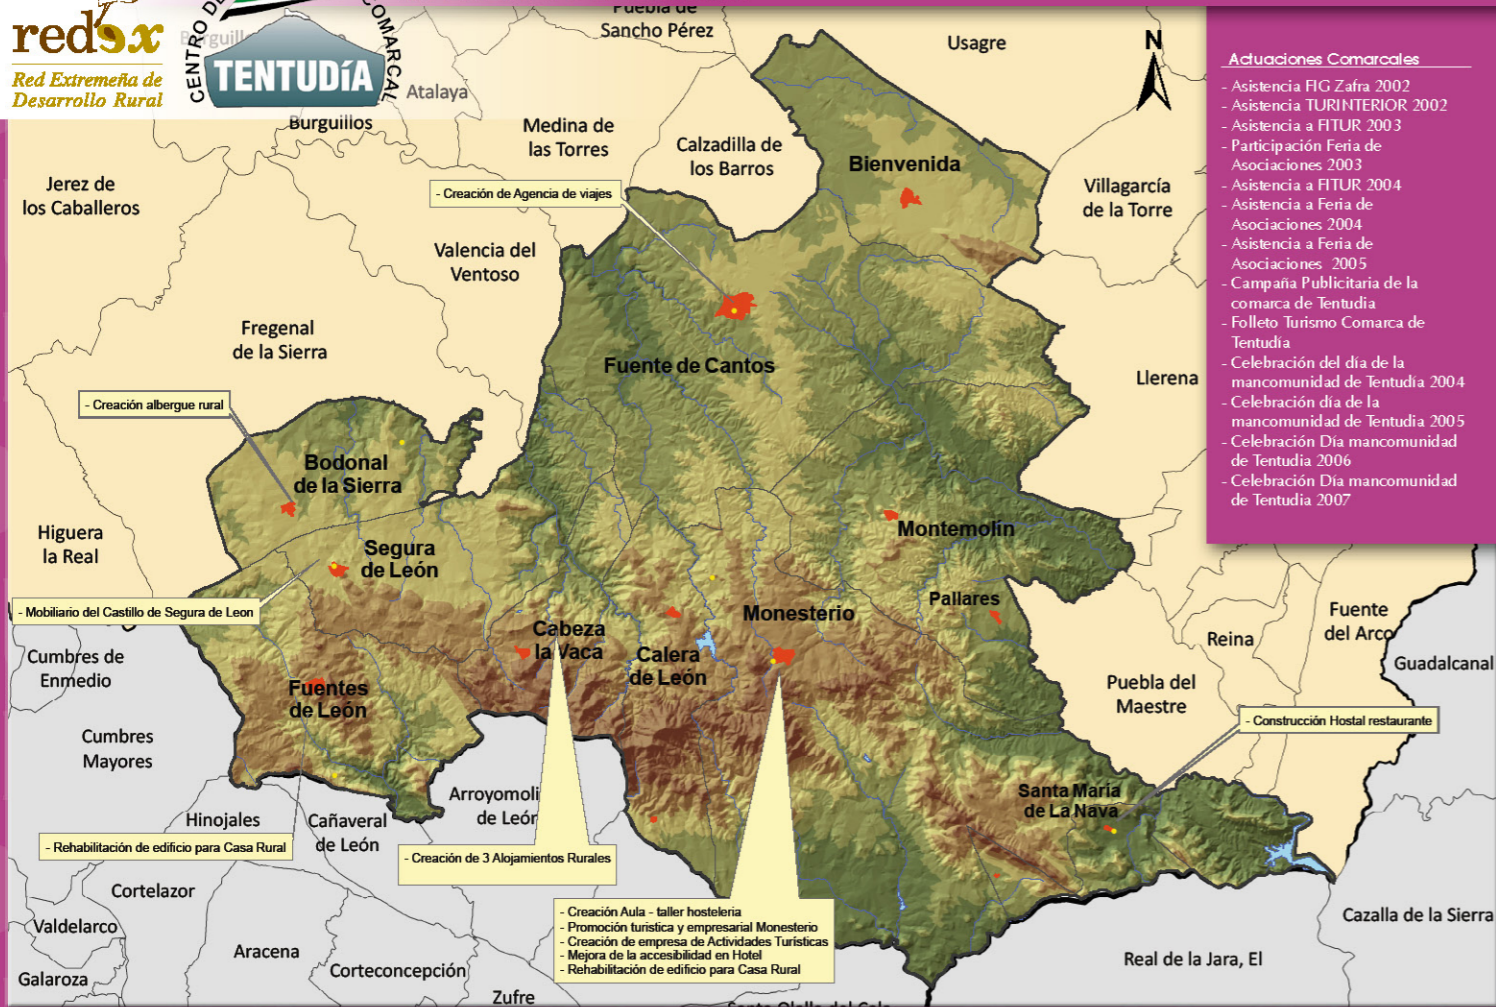 redex
Red Extremeña de
Desarrollo Rural
CENTRO DE
COMARCAL
TENTUDÍA
Puebla de
Sancho Pérez
Usagre
N
Atalaya
Burguillos
Medina de
las Torres
Calzadilla de
los Barros
Bienvenida
Villagarcía
de la Torre
Jerez de
los Caballeros
- Creación de Agencia de viajes
Valencia del
Ventoso
Fregenal
de la Sierra
Fuente de Cantos
Llerena
- Creación albergue rural
Bodonal
de la Sierra
Higuera
la Real
Segura
de León
Montemolín
- Mobiliario del Castillo de Segura de Leon
Cabeza
la Vaca
Calera
de León
Monesterio
Pallares
Reina
Fuente
del Arco
Guadalcanal
Cumbres de
Enmedio
Fuentes
de León
Puebla del
Maestre
- Construcción Hostal restaurante
Cumbres
Mayores
Santa María
de La Nava
Arroyomoli
de León
Hinojales
Cañaveral
de León
- Rehabilitación de edificio para Casa Rural
- Creación de 3 Alojamientos Rurales
Cortelazor
Valdelarco
Aracena
Galaroza
Corteconcepción
Zufre
- Creación Aula - taller hosteleria
- Promoción turistica y empresarial Monesterio
- Creación de empresa de Actividades Turísticas
- Mejora de la accesibilidad en Hotel
- Rehabilitación de edificio para Casa Rural
Cazalla de la Sierra
Real de la Jara, El
Santa Olalla del Cala
Actuaciones Comarcales
- Asistencia FIG Zafra 2002
- Asistencia TURINTERIOR 2002
- Asistencia a FITUR 2003
- Participación Feria de
Asociaciones 2003
- Asistencia a FITUR 2004
- Asistencia a Feria de
Asociaciones 2004
- Asistencia a Feria de
Asociaciones 2005
- Campaña Publicitaria de la
comarca de Tentudia
- Folleto Turismo Comarca de
Tentudía
- Celebración del día de la
mancomunidad de Tentudía 2004
- Celebración día de la
mancomunidad de Tentudia 2005
- Celebración Día mancomunidad
de Tentudia 2006
- Celebración Día mancomunidad
de Tentudia 2007